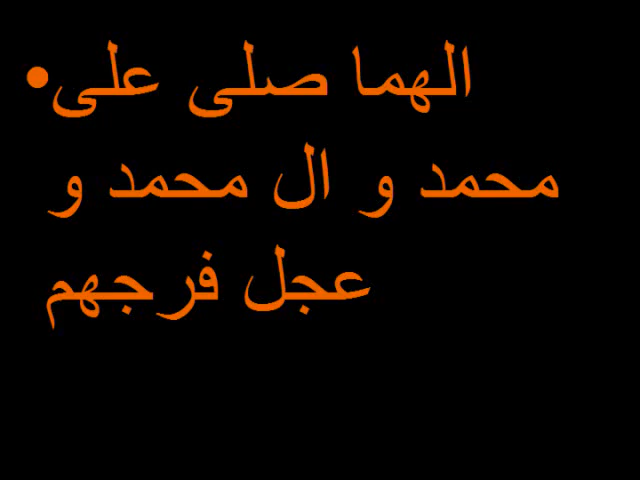 •الهما صلى على
محمد و ال محمد و
عجل فرجهم